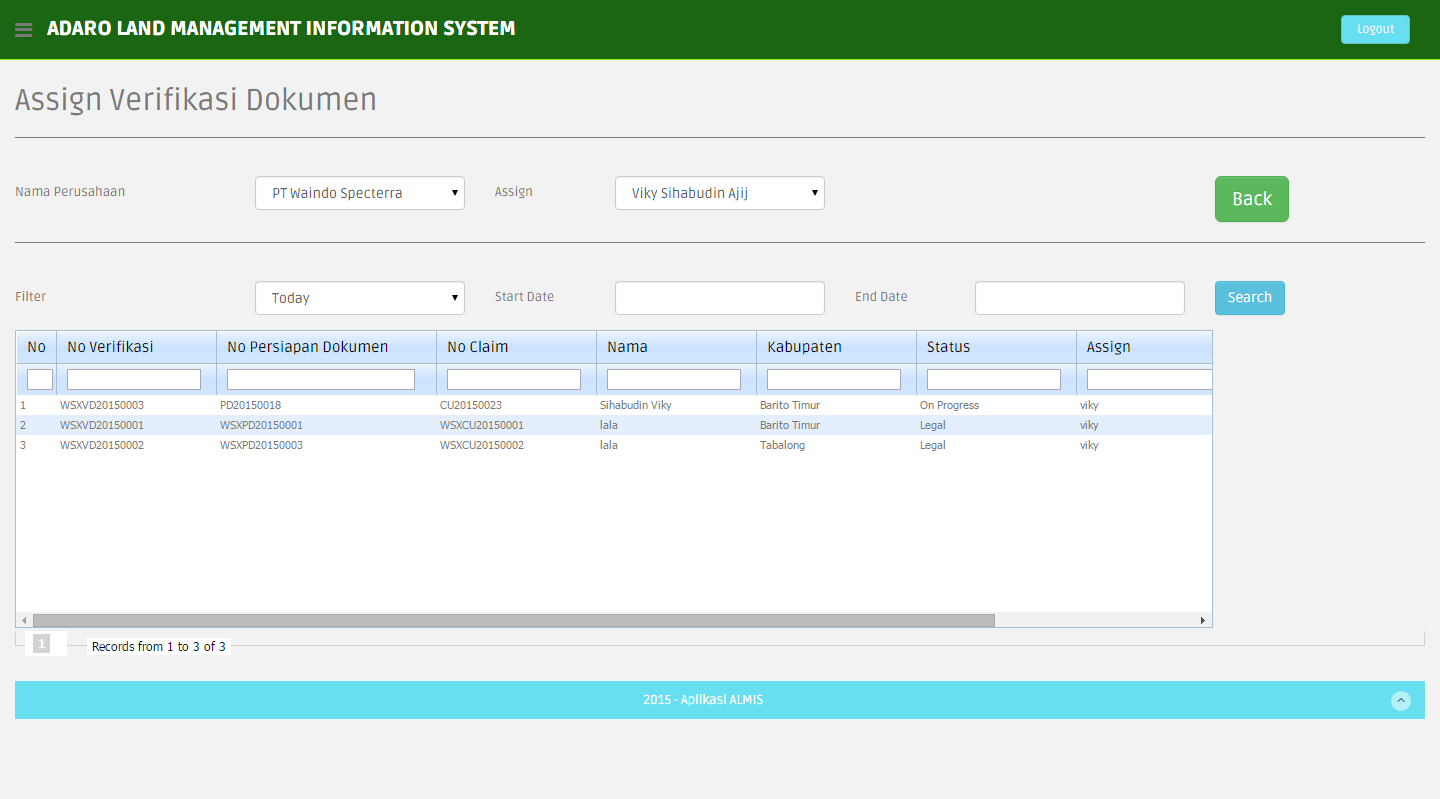 ADARO LAND MANAGEMENT INFORMATION SYSTEM Logout
Assign Verifikasi Dokumen
Nama Perusahaan PT Waindo Specterra Assign Viky Sihabudin Ajij Back
Filter Today Start Date End Date Search
No No Verifikasi No Persiapan Dokumen No Claim Nama Kabupaten Status Assign
1 WSXVD20150003 PD20150018 CU20150023 Sihabudin Viky Barito Timur On Progress viky
2 WSXVD20150001 WSXPD20150001 WSXCU20150001 lala Barito Timur Legal viky
3 WSXVD20150002 WSXPD20150003 WSXCU20150002 lala Tabalong Legal viky
1 Records from 1 to 3 of 3
2015 - Aplikasi ALMIS